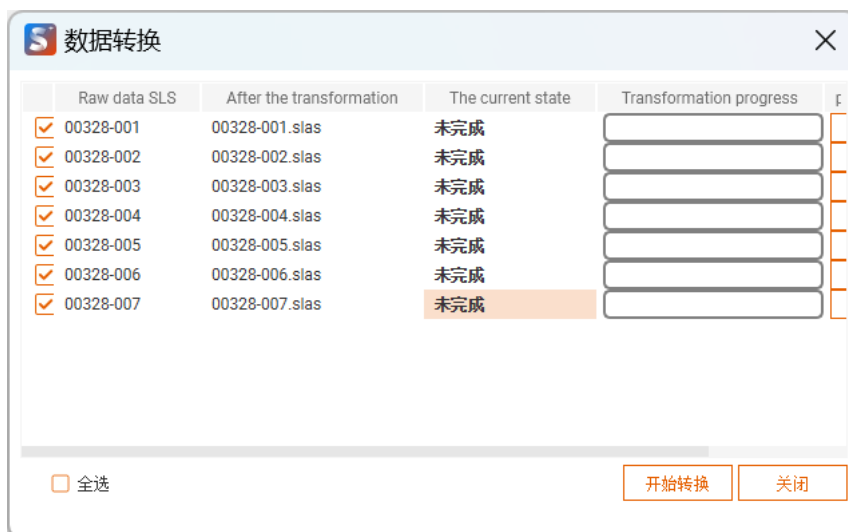 数据转换
Raw data SLS After the transformation The current state Transformation progress
00328-001 00328-001.slas 未完成
00328-002 00328-002.slas 未完成
00328-003 00328-003.slas 未完成
00328-004 00328-004.slas 未完成
00328-005 00328-005.slas 未完成
00328-006 00328-006.slas 未完成
00328-007 00328-007.slas 未完成
全选 开始转换 关闭